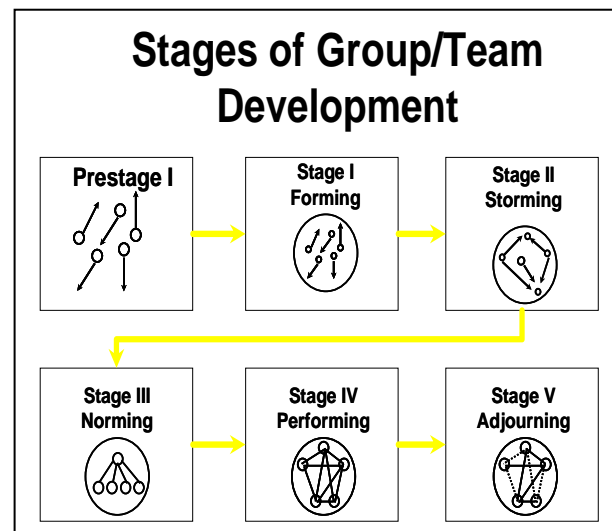 Stages of Group/Team
Development
Prestage I
Stage I
Forming
Stage II
Storming
Stage III
Norming
Stage IV
Performing
Stage V
Adjourning